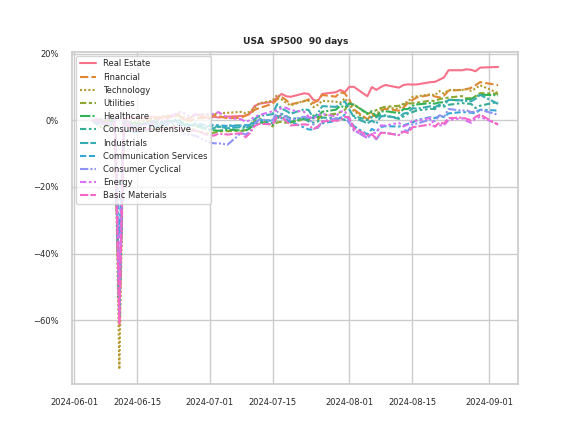 USA  SP500  90 days
20%
0%
−20%
−40%
−60%
Real Estate
Financial
Technology
Utilities
Healthcare
Consumer Defensive
Industrials
Communication Services
Consumer Cyclical
Energy
Basic Materials
2024-06-01 2024-06-15 2024-07-01 2024-07-15 2024-08-01 2024-08-15 2024-09-01